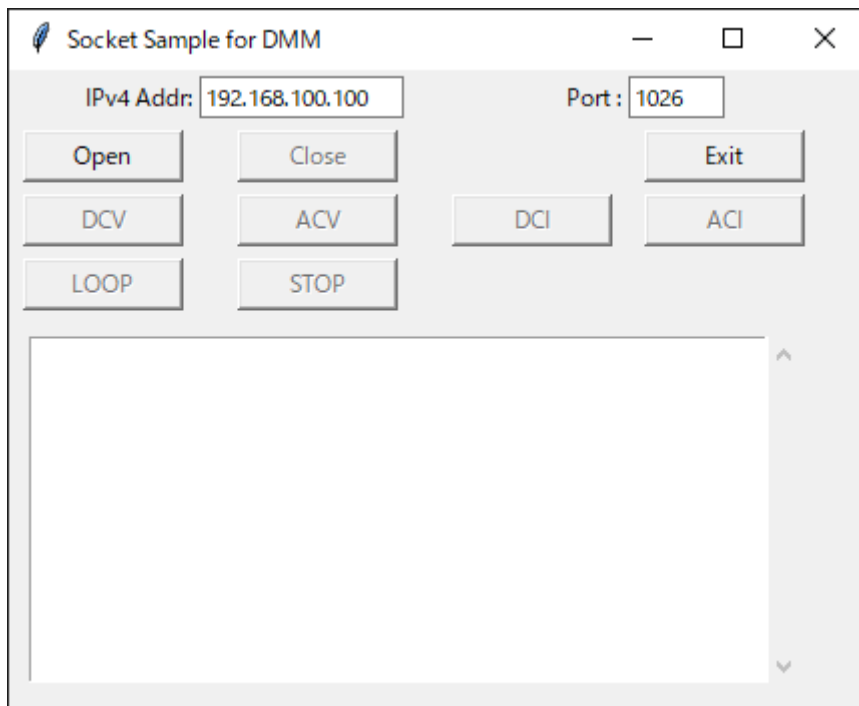 Socket Sample for DMM
IPv4 Addr: 192.168.100.100 Port : 1026
Open Close Exit
DCV ACV DCI ACI
LOOP STOP